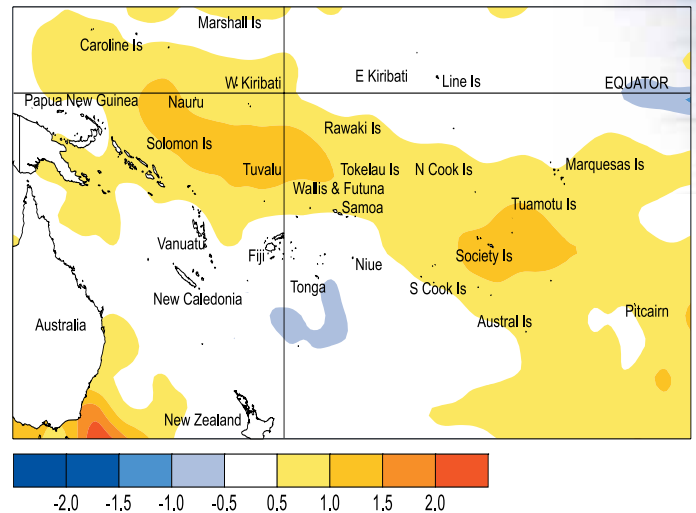 Marshall Is
Caroline Is
W Kiribati
E Kiribati
Line Is
EQUATOR
Papua New Guinea
Nauru
Rawaki Is
Solomon Is
Tuvalu
Tokelau Is
N Cook Is
Marquesas Is
Wallis & Futuna
Samoa
Tuamotu Is
Vanuatu
Fiji
Niue
Society Is
New Caledonia
Tonga
S Cook Is
Australia
Austral Is
Pitcairn
New Zealand
-2.0 -1.5 -1.0 -0.5 0.5 1.0 1.5 2.0